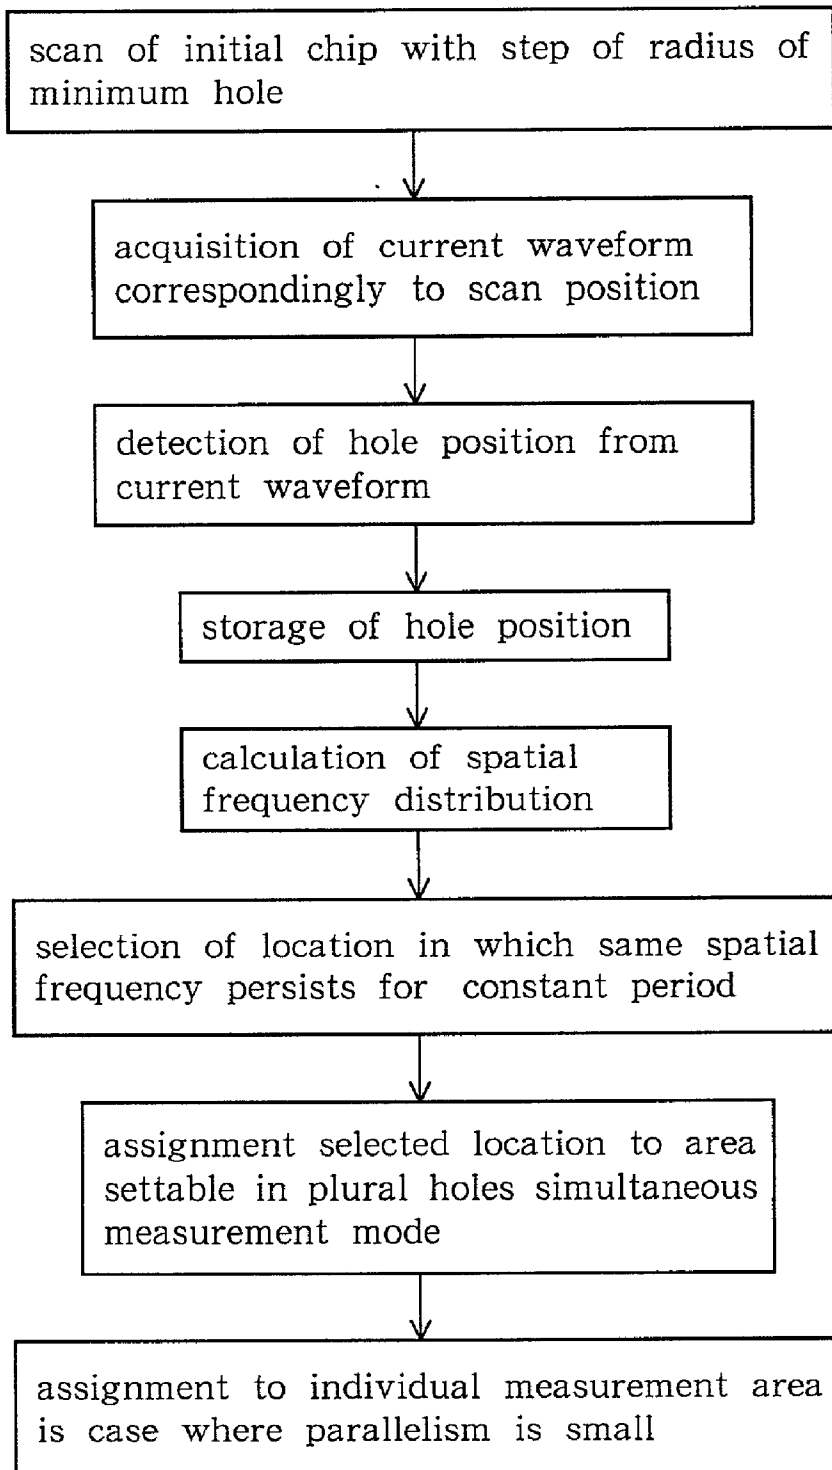 scan of initial chip with step of radius of
minimum hole
acquisition of current waveform
correspondingly to scan position
detection of hole position from
current waveform
storage of hole position
calculation of spatial
frequency distribution
selection of location in which same spatial
frequency persists for constant period
assignment selected location to area
settable in plural holes simultaneous
measurement mode
assignment to individual measurement area
is case where parallelism is small